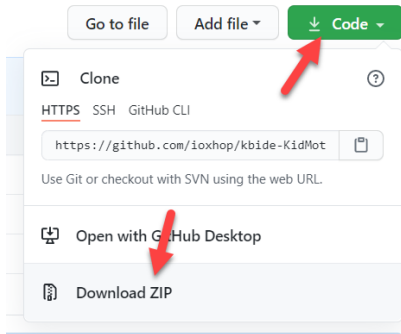 Go to file Add file Code
Clone
HTTPS SSH GitHub CLI
https://github.com/ioxhop/kbide-KidMot
Use Git or checkout with SVN using the web URL.
Open with GitHub Desktop
Download ZIP